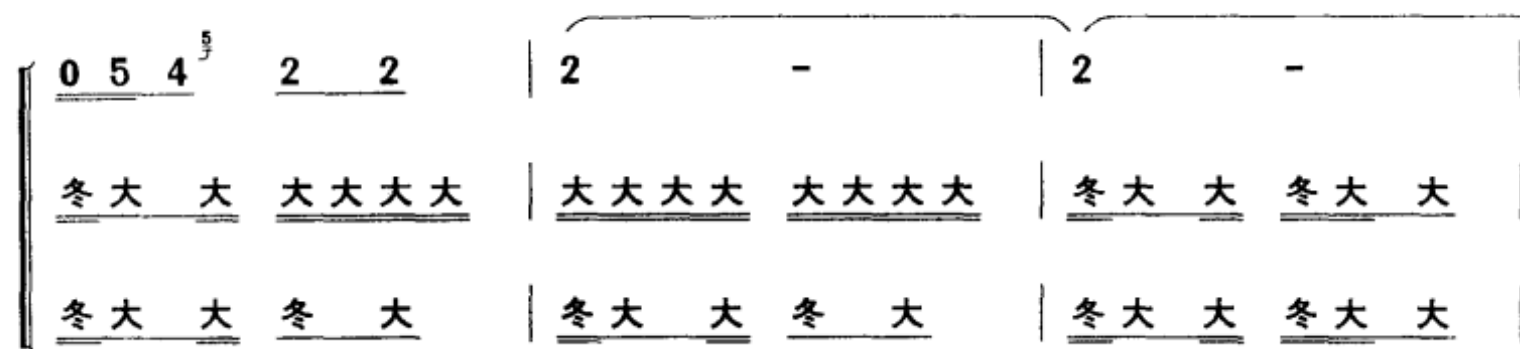 0 5 4 5 2 2 | 2 - | 2 - |
冬大 大 大大大大 | 大大大大 大大大大 | 冬大 大 冬大 大 |
冬大 大 冬 大 | 冬大 大 冬 大 | 冬大 大 冬大 大 |